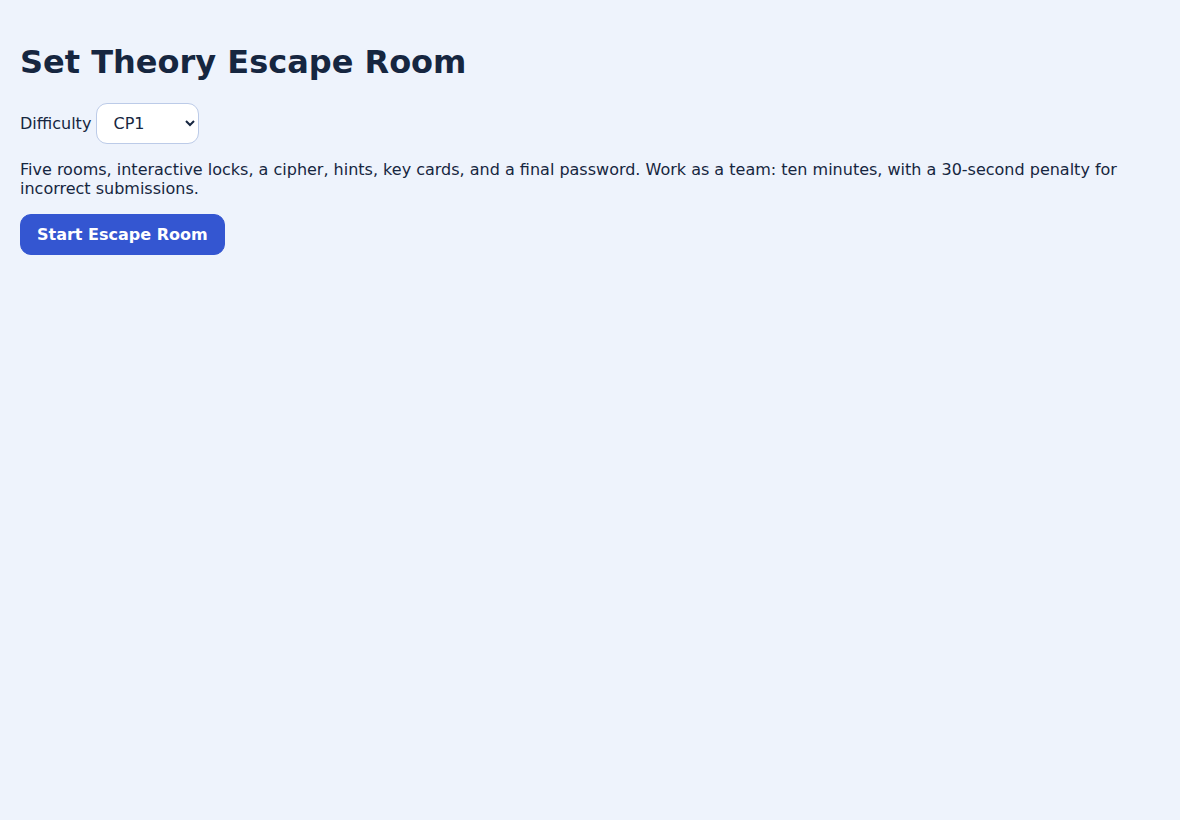 Set Theory Escape Room
Difficulty CP1
Five rooms, interactive locks, a cipher, hints, key cards, and a final password. Work as a team: ten minutes, with a 30-second penalty for
incorrect submissions.
Start Escape Room